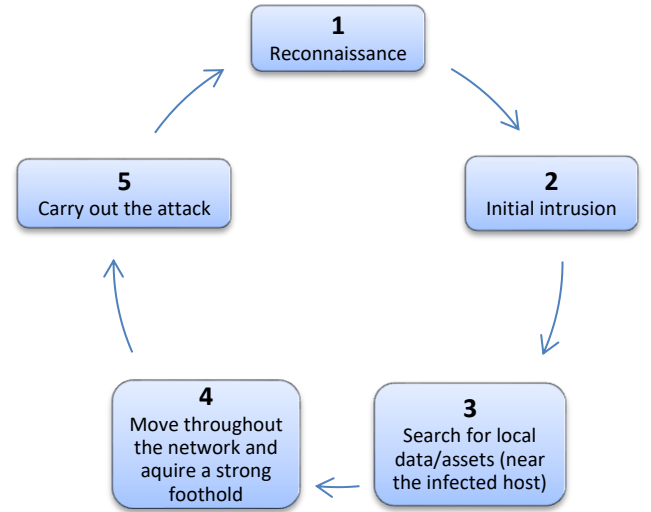 1
Reconnaissance
2
Initial intrusion
3
Search for local
data/assets (near
the infected host)
4
Move throughout
the network and
aquire a strong
foothold
5
Carry out the attack